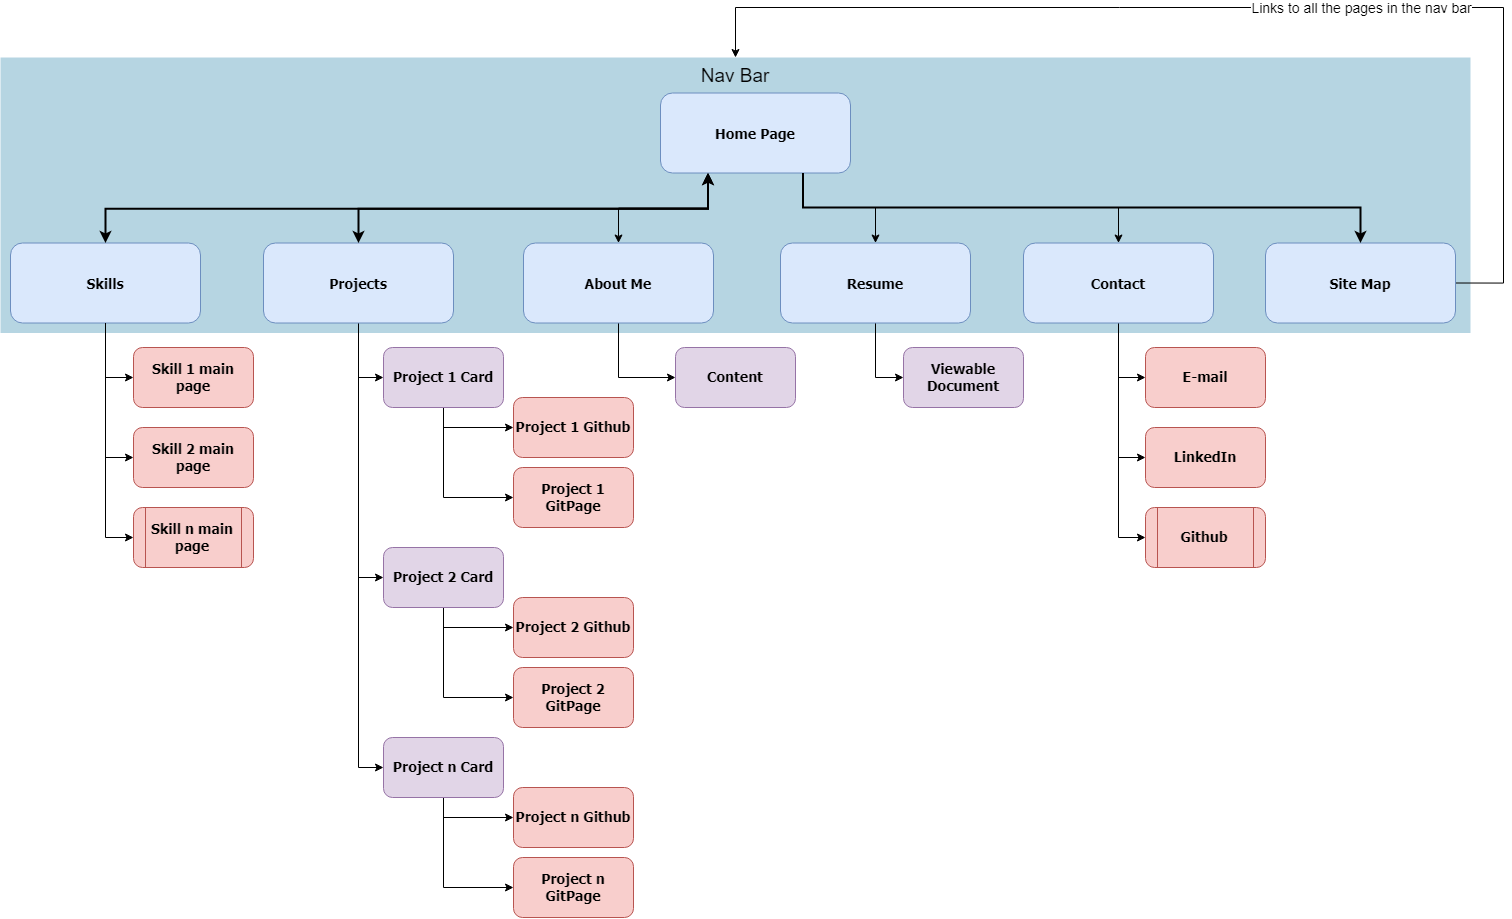 Links to all the pages in the nav bar
Nav Bar
Home Page
Skills
Projects
About Me
Resume
Contact
Site Map
Skill 1 main
page
Skill 2 main
page
Skill n main
page
Project 1 Card
Project 1 Github
Project 1
GitPage
Project 2 Card
Project 2 Github
Project 2
GitPage
Project n Card
Project n Github
Project n
GitPage
Content
Viewable
Document
E-mail
LinkedIn
Github